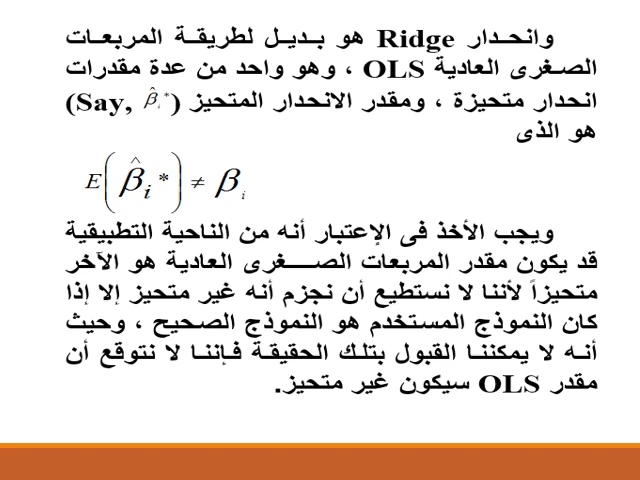 وانحدار Ridge هو بديل لطريقة المربعات
الصغرى العادية OLS ، وهو واحد من عدة مقدرات
انحدار متحيزة ، ومقدر الانحدار المتحيز (Say, β̂ᵢ*)
هو الذى
E(β̂ᵢ*) ≠ βᵢ
ويجب الأخذ فى الإعتبار أنه من الناحية التطبيقية
قد يكون مقدر المربعات الصغرى العادية هو الآخر
متحيزاً لأننا لا نستطيع أن نجزم أنه غير متحيز إلا إذا
كان النموذج المستخدم هو النموذج الصحيح ، وحيث
أنه لا يمكننا القبول بتلك الحقيقة فإننا لا نتوقع أن
مقدر OLS سيكون غير متحيز.